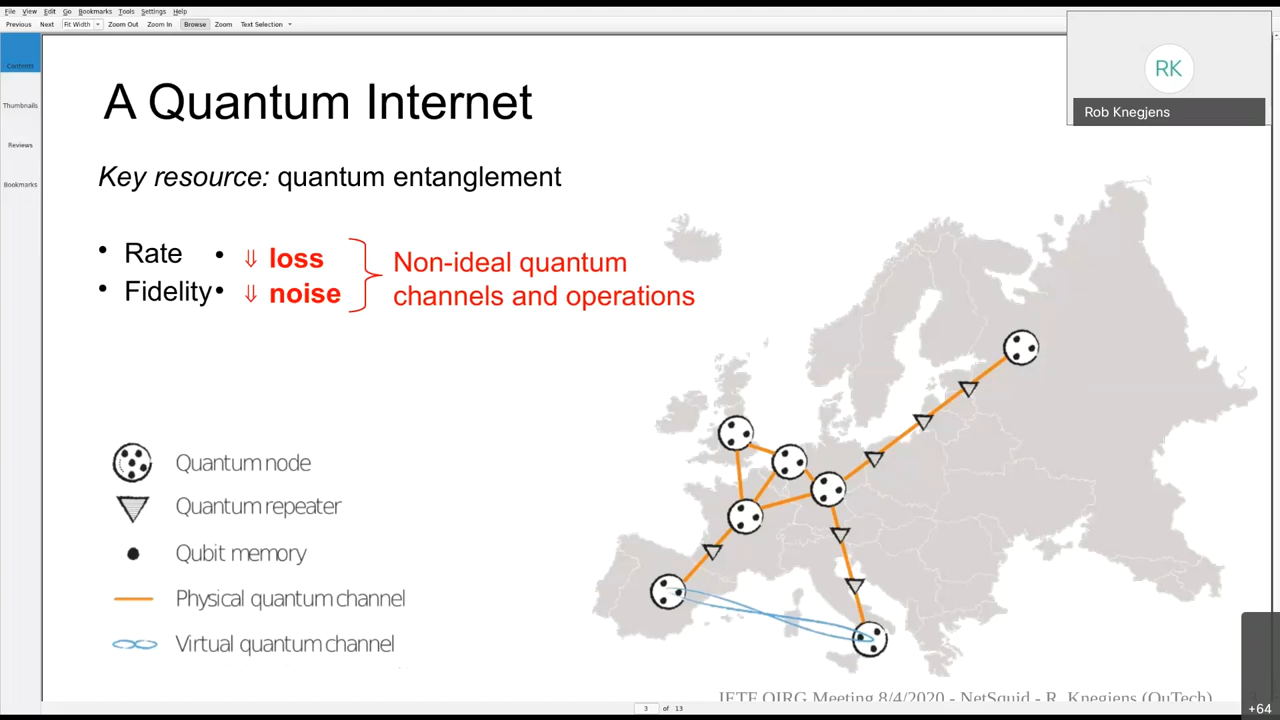 File View Edit Go Bookmarks Tools Settings Help
Previous Next Fit Width Zoom Out Zoom In Browse Zoom Text Selection
Contents
Thumbnails
Reviews
Bookmarks
RK
Rob Knegjens
A Quantum Internet
Key resource: quantum entanglement
• Rate • ⇓ loss
• Fidelity • ⇓ noise
Non-ideal quantum
channels and operations
Quantum node
Quantum repeater
Qubit memory
Physical quantum channel
Virtual quantum channel
IETF QIRG Meeting 8/4/2020 - NetSquid - R. Knegjens (QuTech) 3
3 of 13
+64